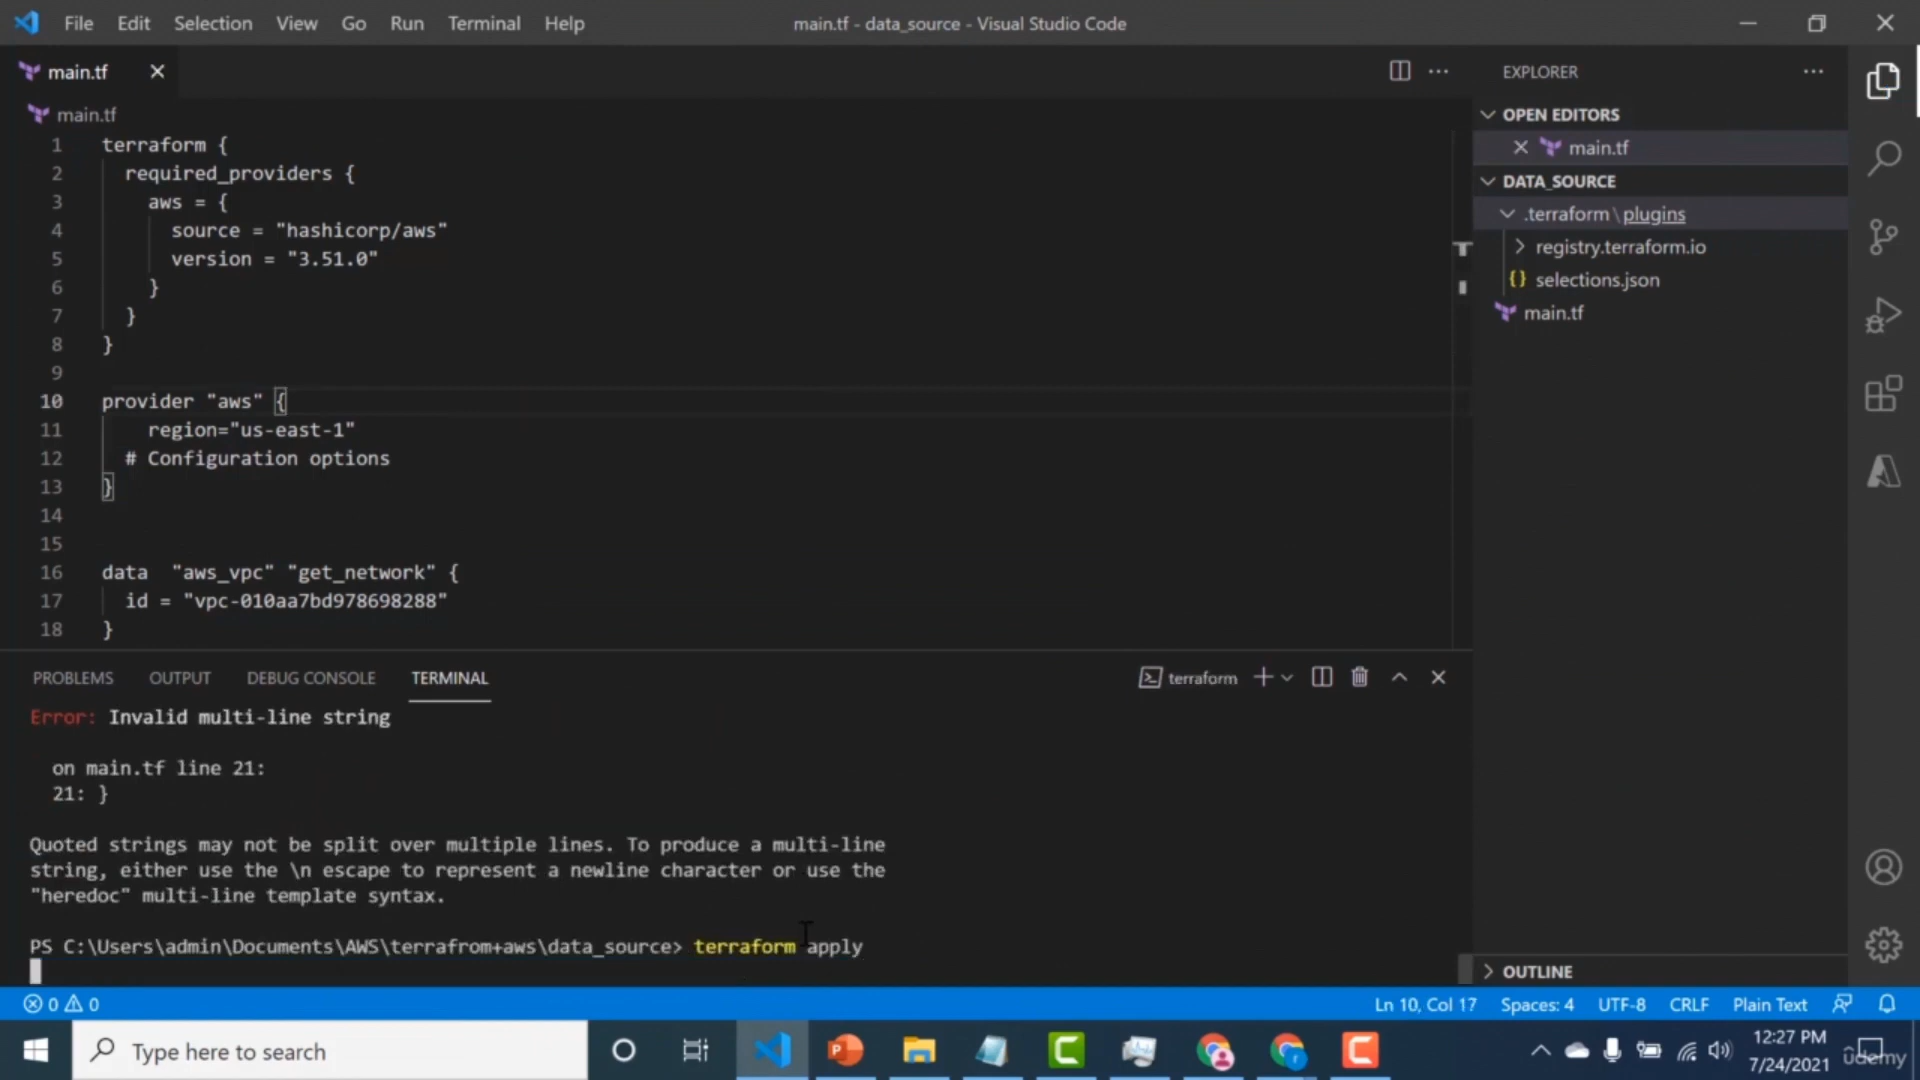 File Edit Selection View Go Run Terminal Help
main.tf - data_source - Visual Studio Code
main.tf
main.tf
1 terraform {
2 required_providers {
3 aws = {
4 source = "hashicorp/aws"
5 version = "3.51.0"
6 }
7 }
8 }
9
10 provider "aws" {
11 region="us-east-1"
12 # Configuration options
13 }
14
15
16 data "aws_vpc" "get_network" {
17 id = "vpc-010aa7bd978698288"
18 }
EXPLORER
OPEN EDITORS
main.tf
DATA_SOURCE
.terraform\plugins
registry.terraform.io
{} selections.json
main.tf
OUTLINE
PROBLEMS OUTPUT DEBUG CONSOLE TERMINAL
terraform
Error: Invalid multi-line string
on main.tf line 21:
21: }
Quoted strings may not be split over multiple lines. To produce a multi-line
string, either use the \n escape to represent a newline character or use the
"heredoc" multi-line template syntax.
PS C:\Users\admin\Documents\AWS\terrafrom+aws\data_source> terraform apply
0 0
Ln 10, Col 17 Spaces: 4 UTF-8 CRLF Plain Text
Type here to search
12:27 PM
7/24/2021
udemy